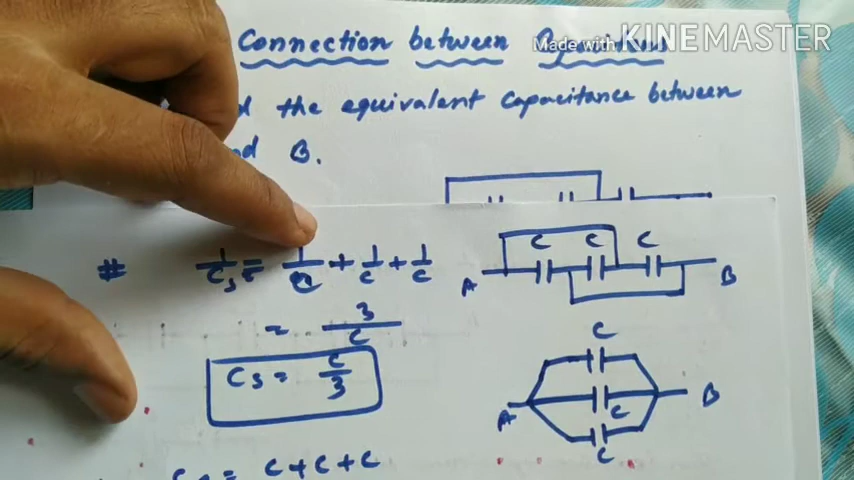 Connection between
Made with KINEMASTER
the equivalent Capacitance between
B.
# 1/Cs = 1/C + 1/C + 1/C
= 3/C
Cs = C/3
C+C+C
C C C
A B
C
A C B
C